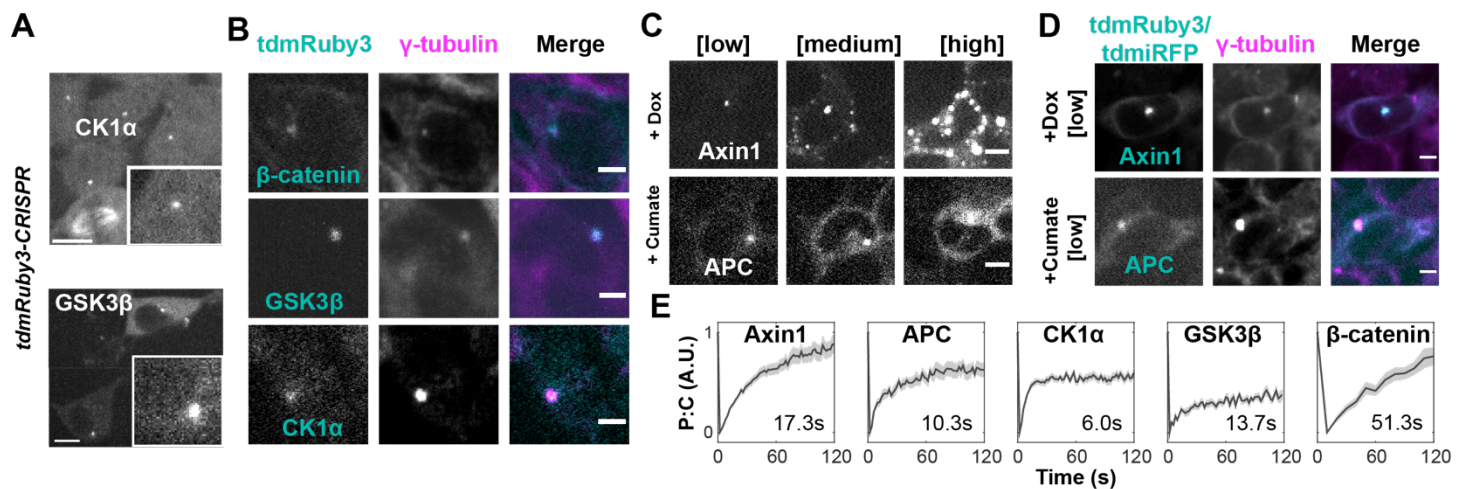 A
tdmRuby3-CRISPR
CK1α
GSK3β
B
tdmRuby3 γ-tubulin Merge
β-catenin
GSK3β
CK1α
C
[low] [medium] [high]
+ Dox
Axin1
+ Cumate
APC
D
tdmRuby3/
tdmiRFP γ-tubulin Merge
+Dox
[low]
Axin1
+Cumate
[low]
APC
E
P:C (A.U.)
1
0
Axin1 APC CK1α GSK3β β-catenin
17.3s 10.3s 6.0s 13.7s 51.3s
0 60 120 0 60 120 0 60 120 0 60 120 0 60 120
Time (s)